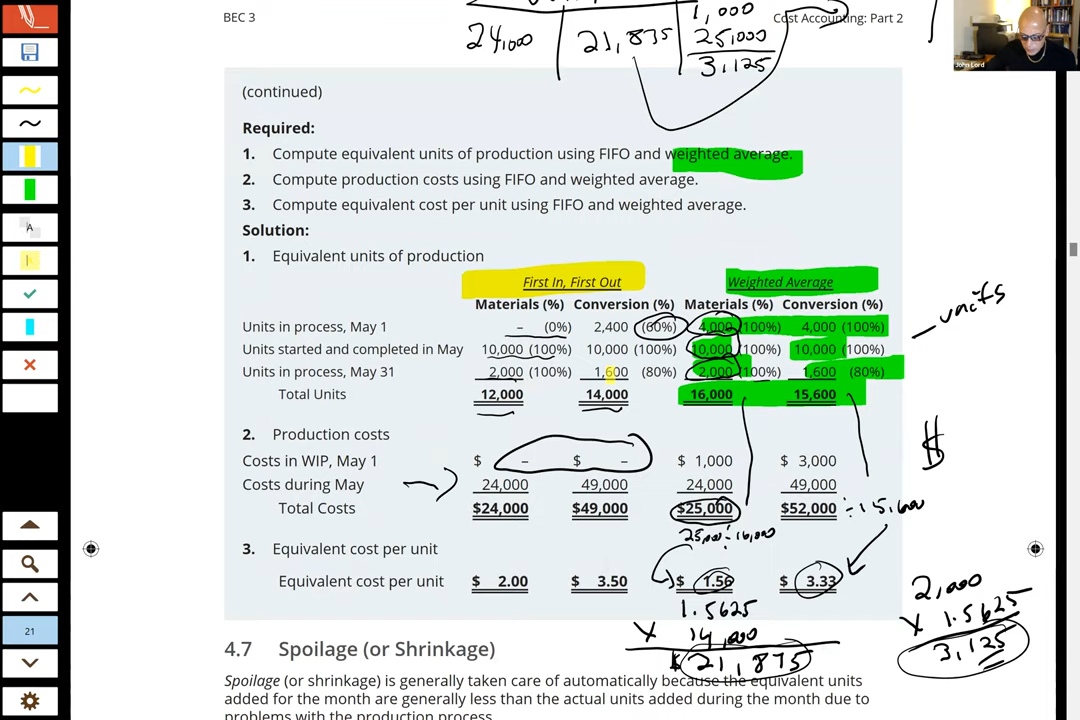 BEC 3
Cost Accounting: Part 2
1,000
24,000 21,875 25,000
3,125
John Lord
(continued)
Required:
1. Compute equivalent units of production using FIFO and weighted average.
2. Compute production costs using FIFO and weighted average.
3. Compute equivalent cost per unit using FIFO and weighted average.
Solution:
1. Equivalent units of production
First In, First Out Weighted Average
Materials (%) Conversion (%) Materials (%) Conversion (%)
units
Units in process, May 1 – (0%) 2,400 (60%) 4,000 (100%) 4,000 (100%)
Units started and completed in May 10,000 (100%) 10,000 (100%) 10,000 (100%) 10,000 (100%)
Units in process, May 31 2,000 (100%) 1,600 (80%) 2,000 (100%) 1,600 (80%)
Total Units 12,000 14,000 16,000 15,600
2. Production costs
$
Costs in WIP, May 1 $ – $ – $ 1,000 $ 3,000
Costs during May 24,000 49,000 24,000 49,000
Total Costs $24,000 $49,000 $25,000 $52,000 ÷15,600
25,000÷16,000
3. Equivalent cost per unit
Equivalent cost per unit $ 2.00 $ 3.50 $ 1.56 $ 3.33
2,000
1.5625 X 1.5625
X 14,000 3,125
$21,875
4.7 Spoilage (or Shrinkage)
Spoilage (or shrinkage) is generally taken care of automatically because the equivalent units
added for the month are generally less than the actual units added during the month due to
problems with the production process.
A
21